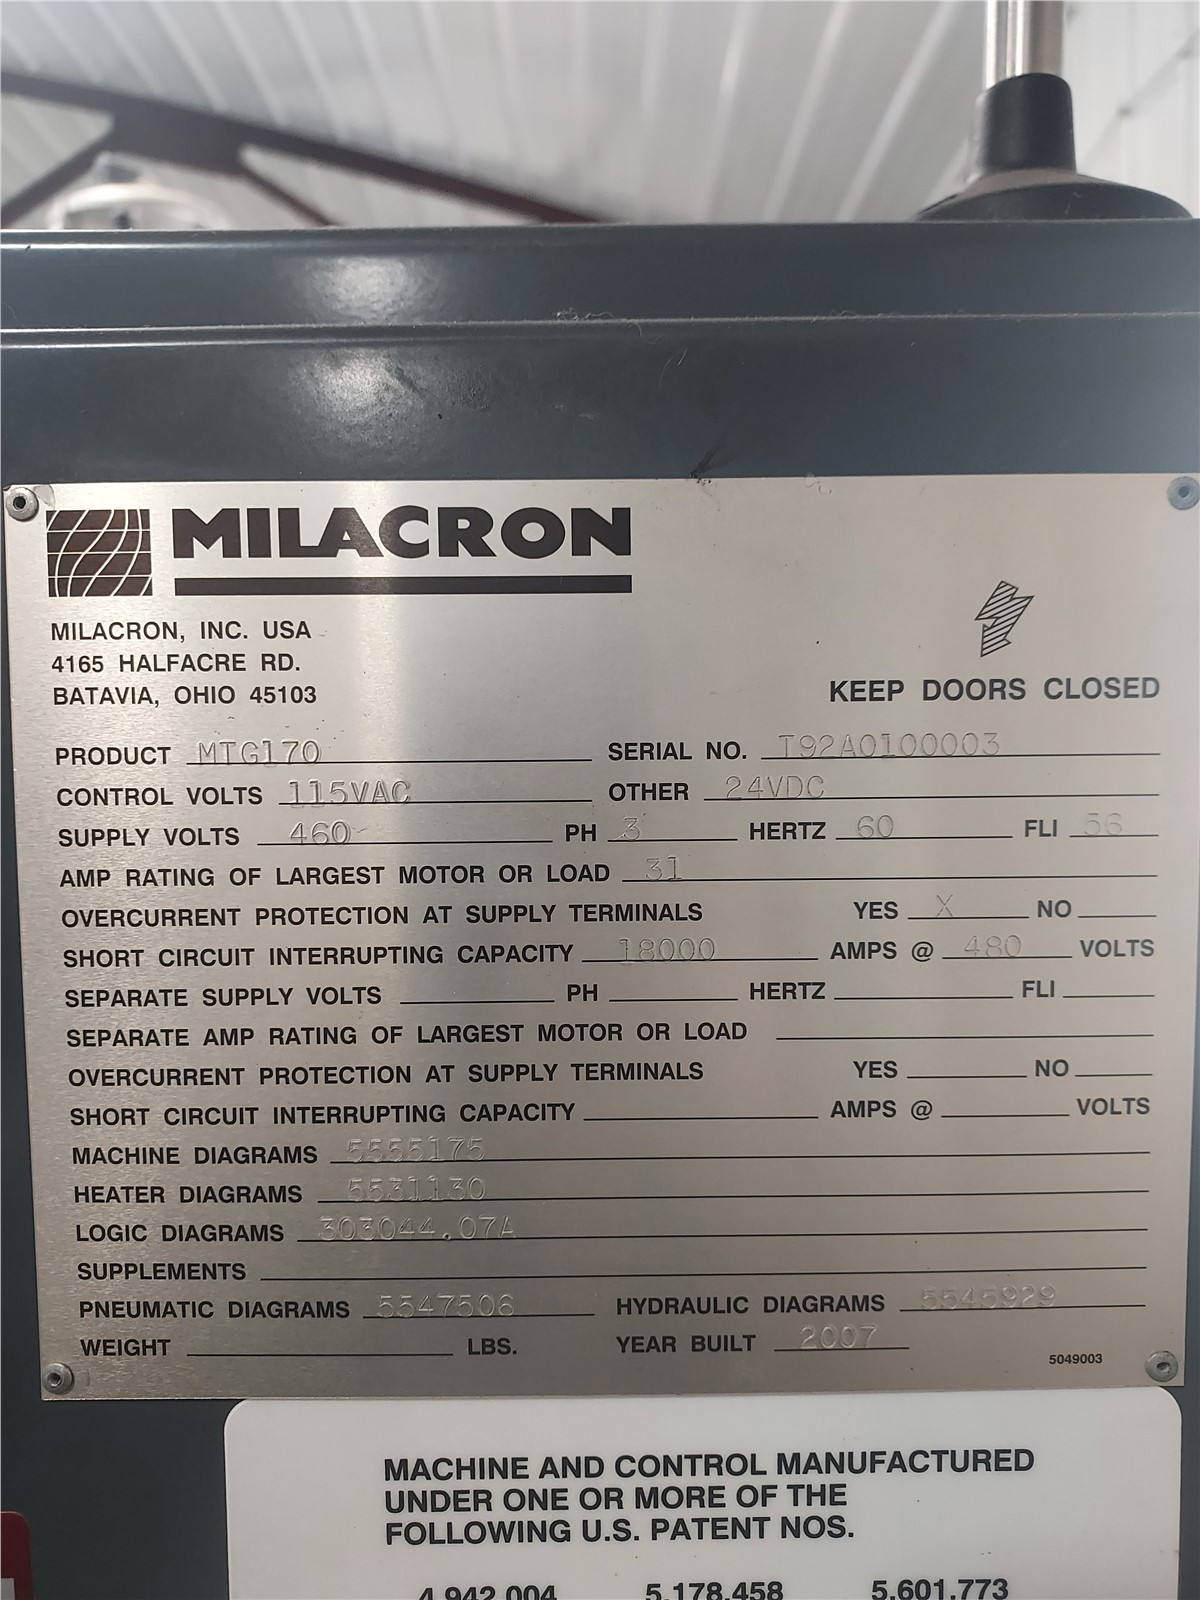 MILACRON
MILACRON, INC. USA
4165 HALFACRE RD.
BATAVIA, OHIO 45103
KEEP DOORS CLOSED
PRODUCT MTG170 SERIAL NO. T92A0100003
CONTROL VOLTS 115VAC OTHER 24VDC
SUPPLY VOLTS 460 PH 3 HERTZ 60 FLI 56
AMP RATING OF LARGEST MOTOR OR LOAD 31
OVERCURRENT PROTECTION AT SUPPLY TERMINALS YES X NO
SHORT CIRCUIT INTERRUPTING CAPACITY 18000 AMPS @ 480 VOLTS
SEPARATE SUPPLY VOLTS PH HERTZ FLI
SEPARATE AMP RATING OF LARGEST MOTOR OR LOAD
OVERCURRENT PROTECTION AT SUPPLY TERMINALS YES NO
SHORT CIRCUIT INTERRUPTING CAPACITY AMPS @ VOLTS
MACHINE DIAGRAMS 5555175
HEATER DIAGRAMS 5531130
LOGIC DIAGRAMS 303044.07A
SUPPLEMENTS
PNEUMATIC DIAGRAMS 5547506 HYDRAULIC DIAGRAMS 5545929
WEIGHT LBS. YEAR BUILT 2007
5049003
MACHINE AND CONTROL MANUFACTURED
UNDER ONE OR MORE OF THE
FOLLOWING U.S. PATENT NOS.
4,942,004 5,178,458 5,601,773